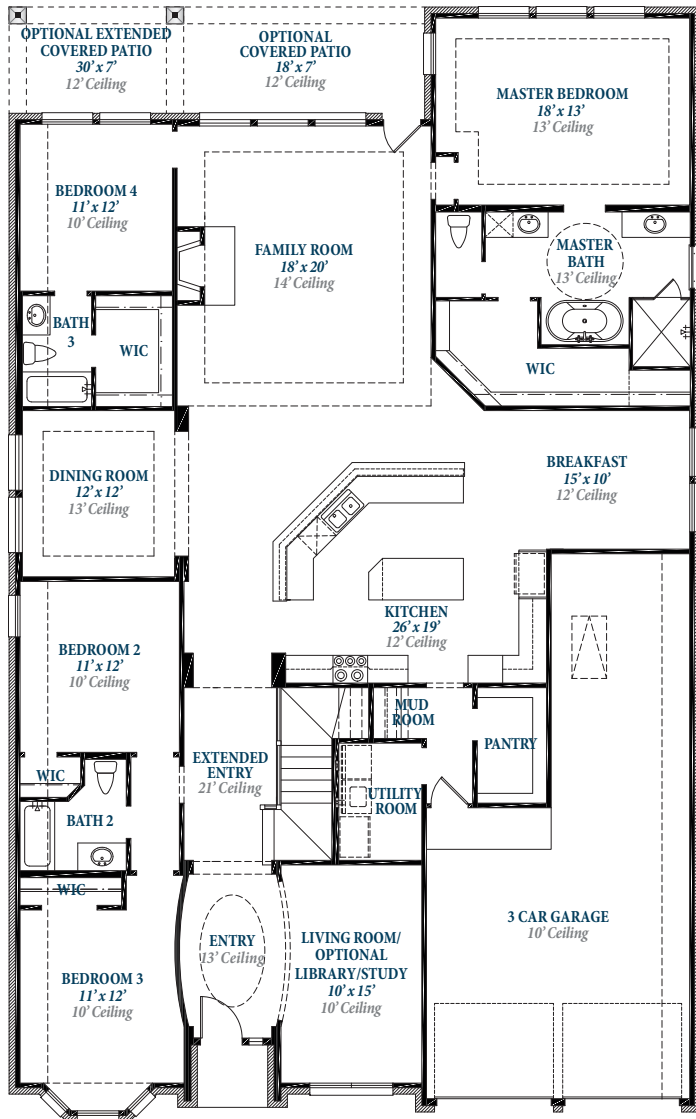 OPTIONAL EXTENDED
COVERED PATIO
30' x 7'
12' Ceiling
OPTIONAL
COVERED PATIO
18' x 7'
12' Ceiling
MASTER BEDROOM
18' x 13'
13' Ceiling
BEDROOM 4
11' x 12'
10' Ceiling
FAMILY ROOM
18' x 20'
14' Ceiling
MASTER
BATH
13' Ceiling
BATH
3
WIC
WIC
DINING ROOM
12' x 12'
13' Ceiling
BREAKFAST
15' x 10'
12' Ceiling
KITCHEN
26' x 19'
12' Ceiling
BEDROOM 2
11' x 12'
10' Ceiling
MUD
ROOM
PANTRY
EXTENDED
ENTRY
21' Ceiling
WIC
UTILITY
ROOM
BATH 2
WIC
ENTRY
13' Ceiling
LIVING ROOM/
OPTIONAL
LIBRARY/STUDY
10' x 15'
10' Ceiling
3 CAR GARAGE
10' Ceiling
BEDROOM 3
11' x 12'
10' Ceiling